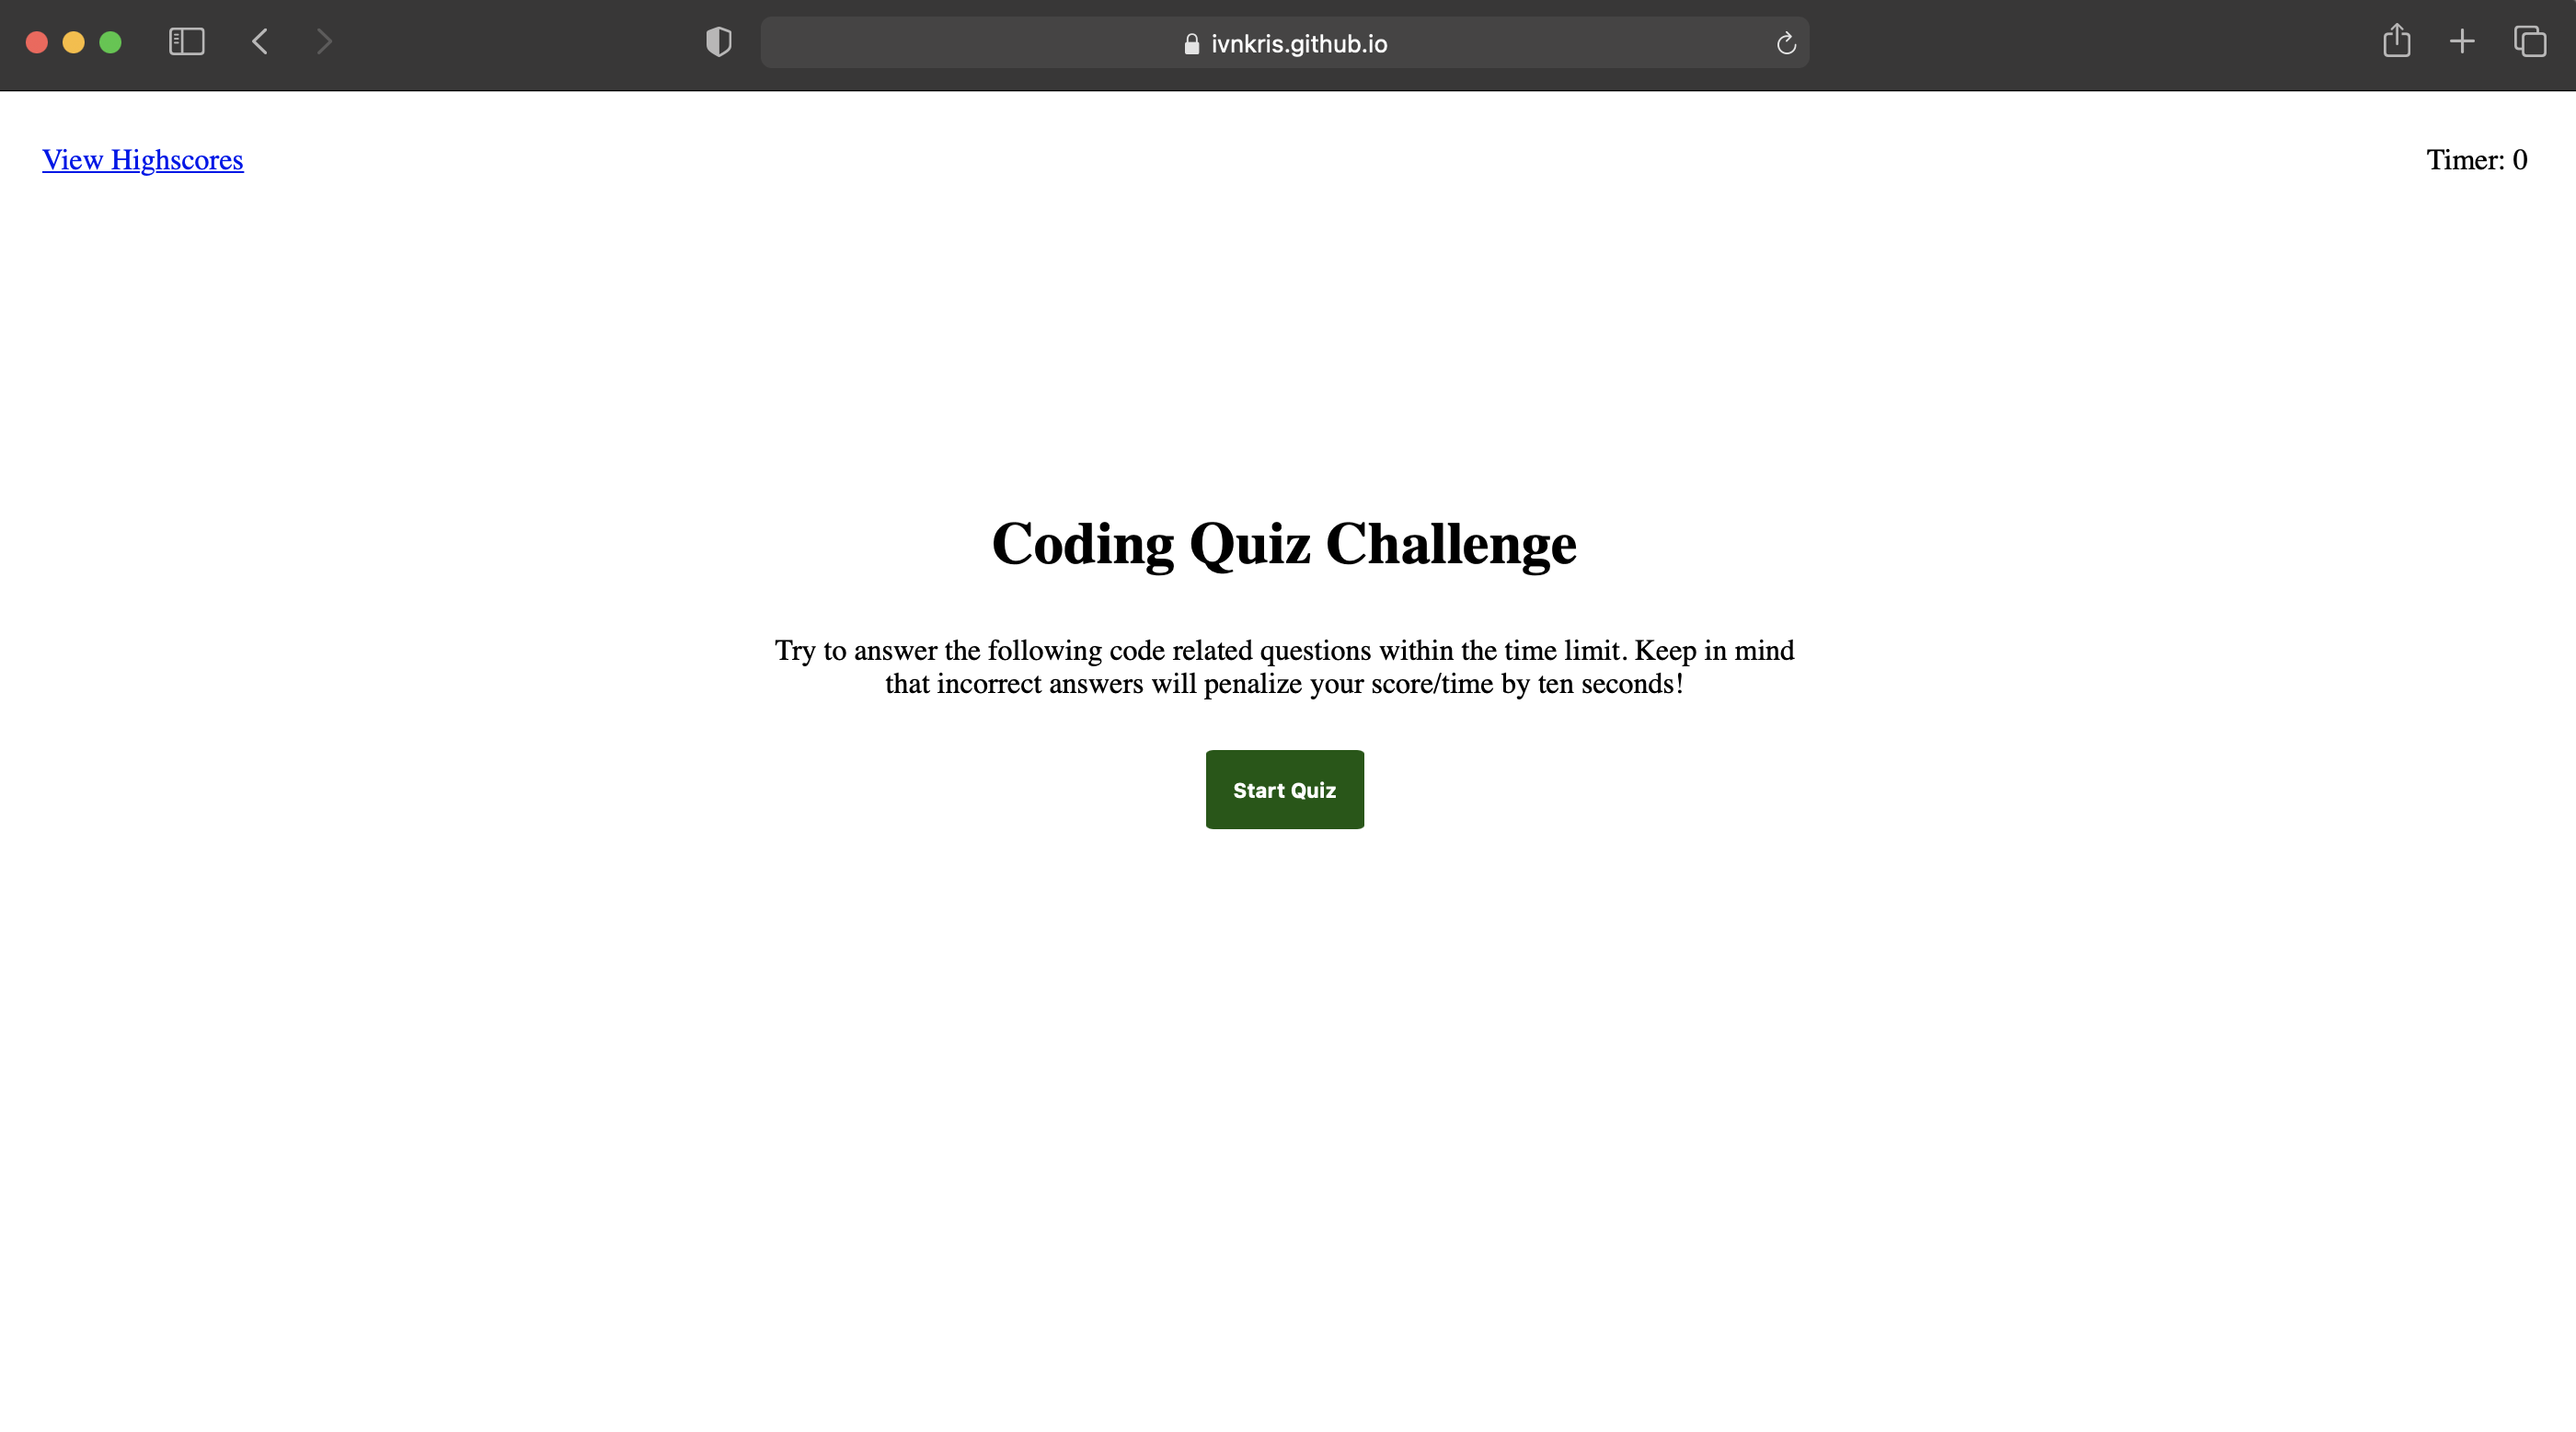 ivnkris.github.io
View Highscores
Timer: 0
Coding Quiz Challenge
Try to answer the following code related questions within the time limit. Keep in mind
that incorrect answers will penalize your score/time by ten seconds!
Start Quiz